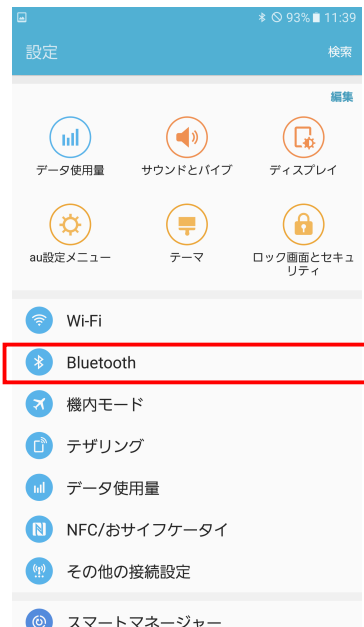 93% 11:39
設定 検索
編集
データ使用量 サウンドとバイブ ディスプレイ
au設定メニュー テーマ ロック画面とセキュ
リティ
Wi-Fi
Bluetooth
機内モード
テザリング
データ使用量
NFC/おサイフケータイ
その他の接続設定
スマートマネージャー